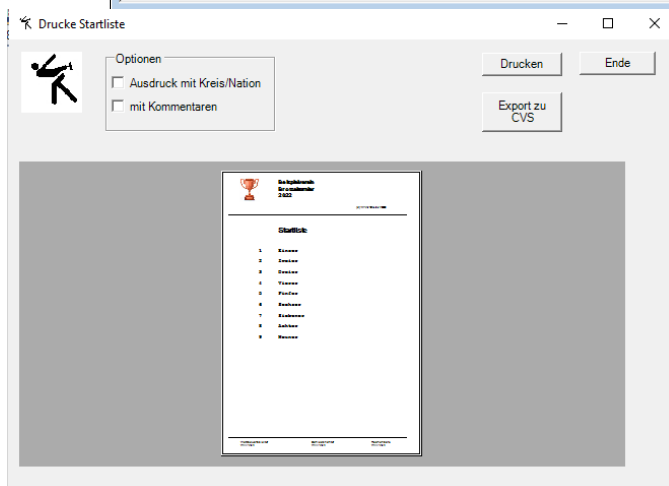 Drucke Startliste
Optionen
Ausdruck mit Kreis/Nation
mit Kommentaren
Drucken
Ende
Export zu
CVS
2022
Startliste
1 Einser
2 Zweier
3 Dreier
4 Vierer
5 Fünfer
6 Sechser
7 Siebener
8 Achter
9 Neuner